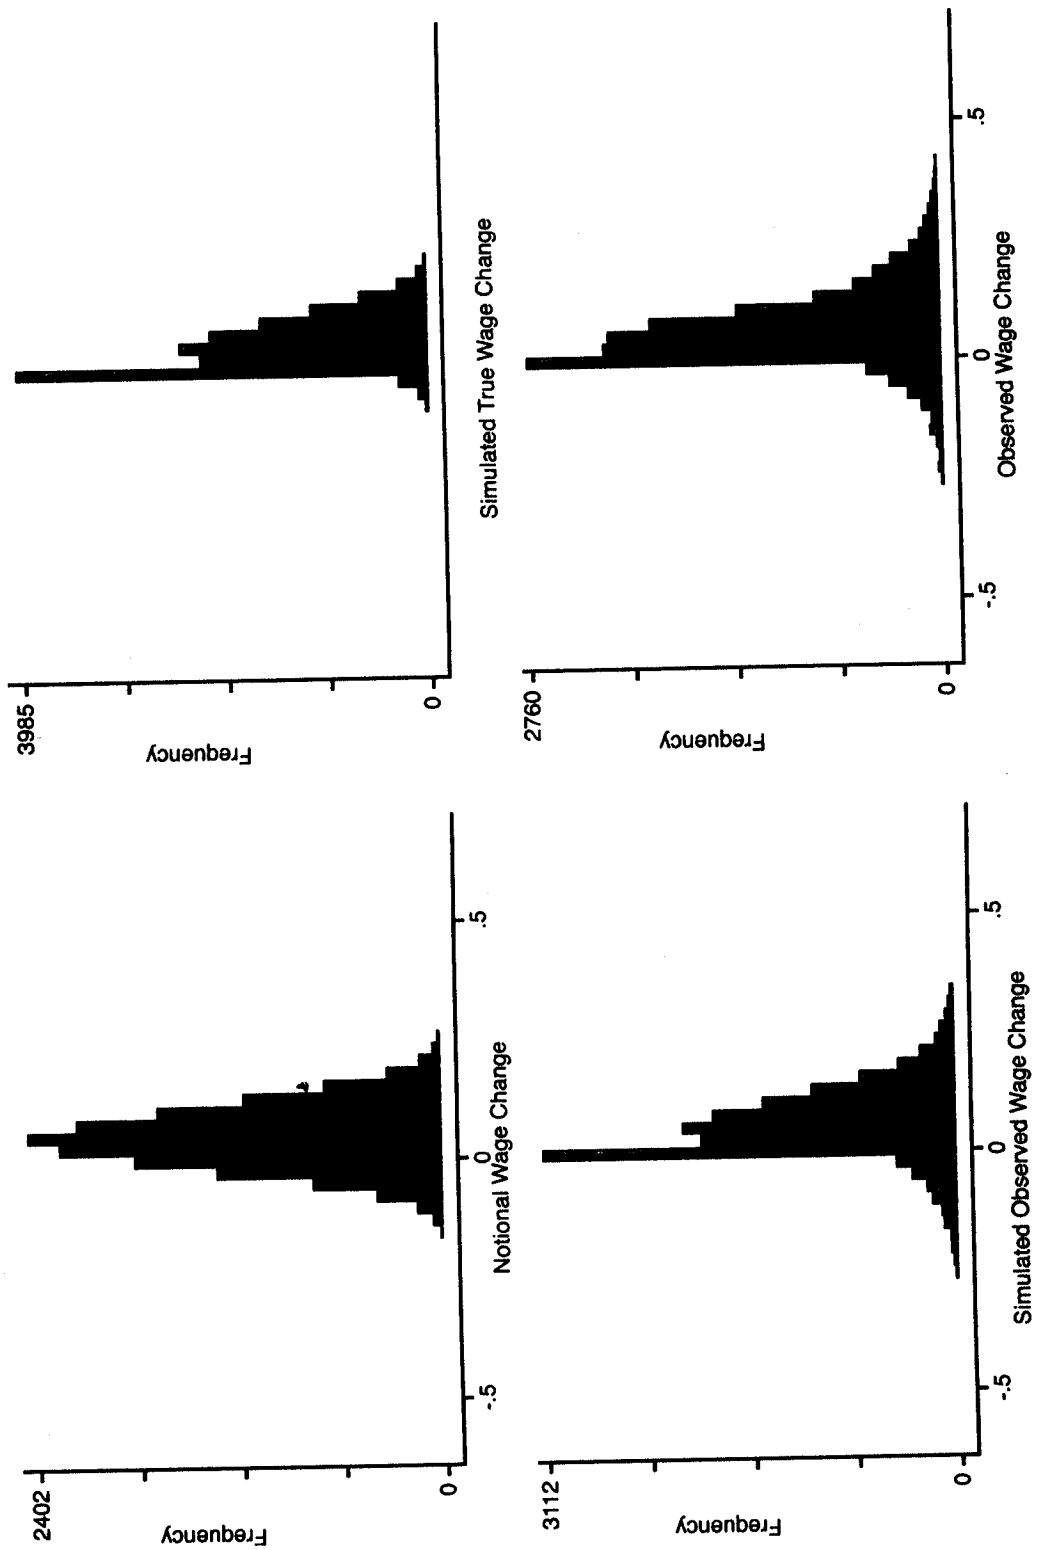 2402
Frequency
0
-.5
0
.5
Notional Wage Change
3985
Frequency
0
Simulated True Wage Change
3112
Frequency
0
-.5
0
.5
Simulated Observed Wage Change
2760
Frequency
0
-.5
0
.5
Observed Wage Change